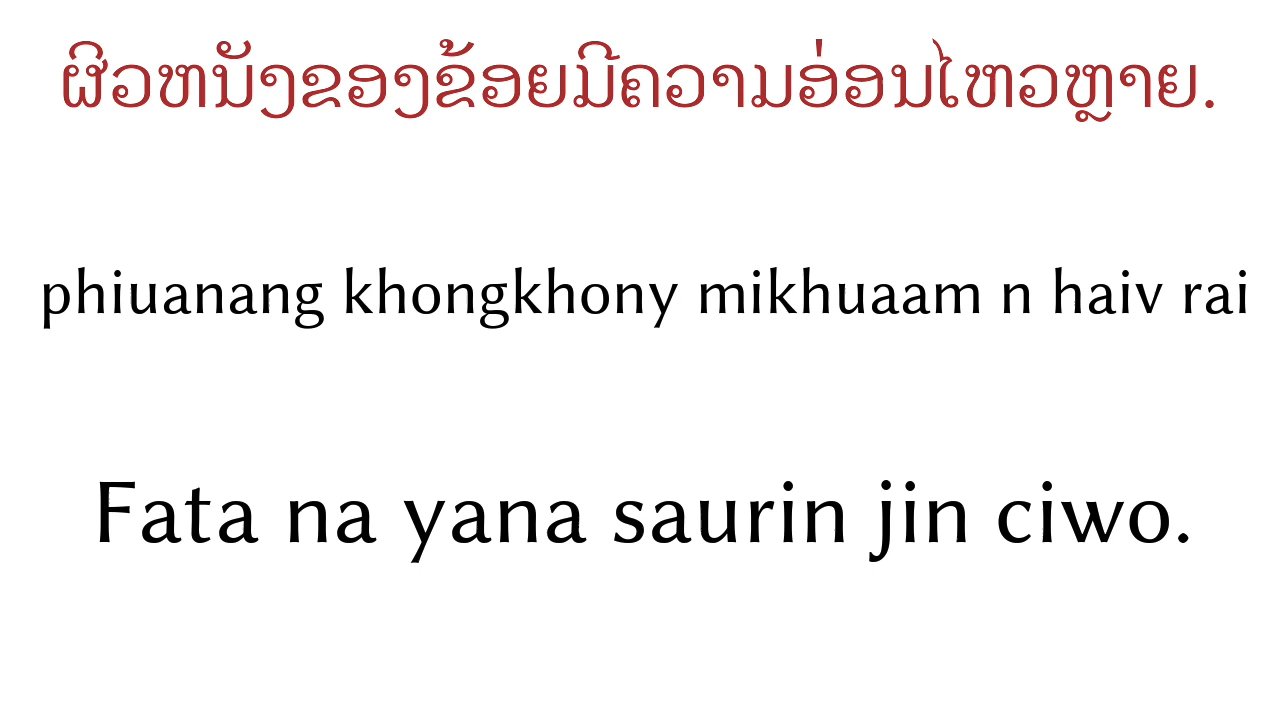 ຜິວຫນັງຂອງຂ້ອຍມີຄວາມອ່ອນໄຫວຫຼາຍ.
phiuanang khongkhony mikhuaam n haiv rai
Fata na yana saurin jin ciwo.